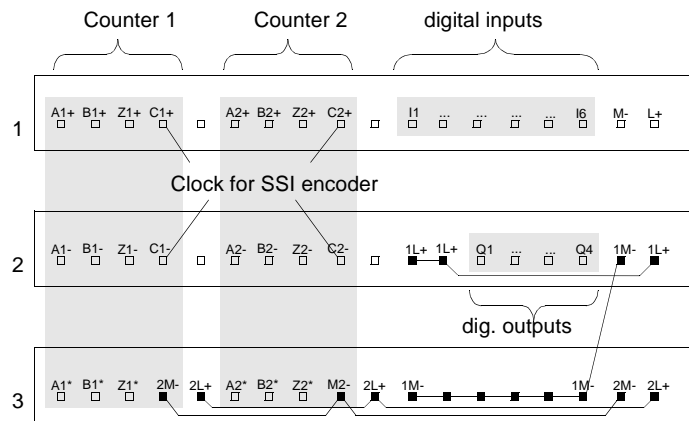 Counter 1 Counter 2 digital inputs
A1+ B1+ Z1+ C1+ A2+ B2+ Z2+ C2+ I1 ... ... ... ... I6 M- L+
1
Clock for SSI encoder
A1- B1- Z1- C1- A2- B2- Z2- C2- 1L+ 1L+ Q1 ... ... Q4 1M- 1L+
2
dig. outputs
A1* B1* Z1* 2M- 2L+ A2* B2* Z2* M2- 2L+ 1M- 1M- 2M- 2L+
3